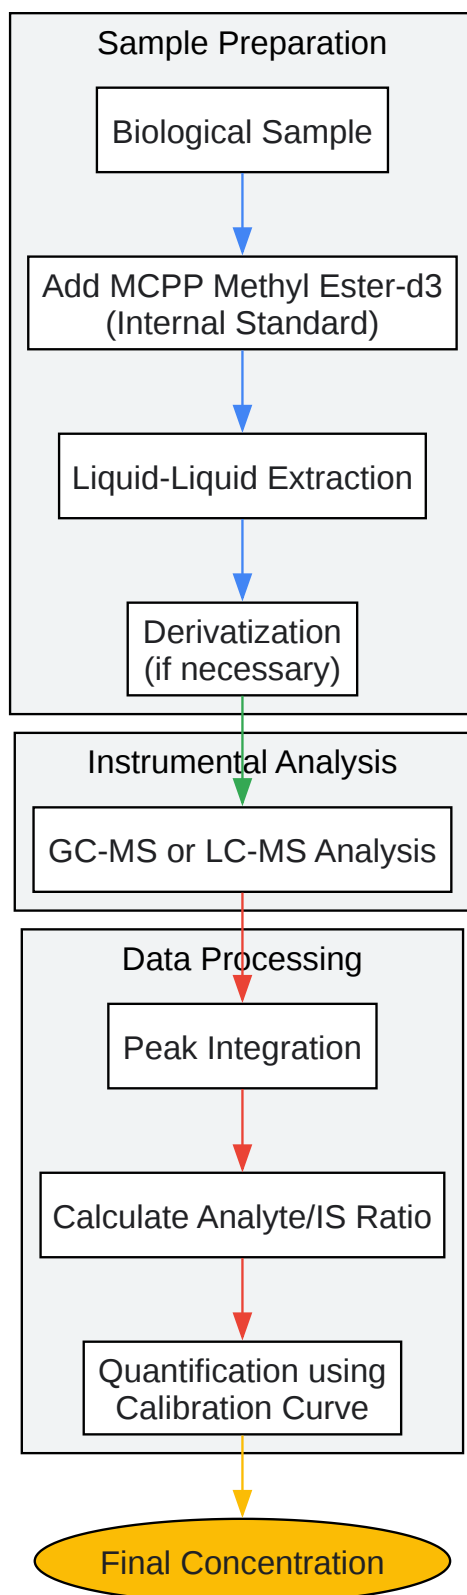 Sample Preparation
Biological Sample
Add MCPP Methyl Ester-d3
(Internal Standard)
Liquid-Liquid Extraction
Derivatization
(if necessary)
Instrumental Analysis
GC-MS or LC-MS Analysis
Data Processing
Peak Integration
Calculate Analyte/IS Ratio
Quantification using
Calibration Curve
Final Concentration